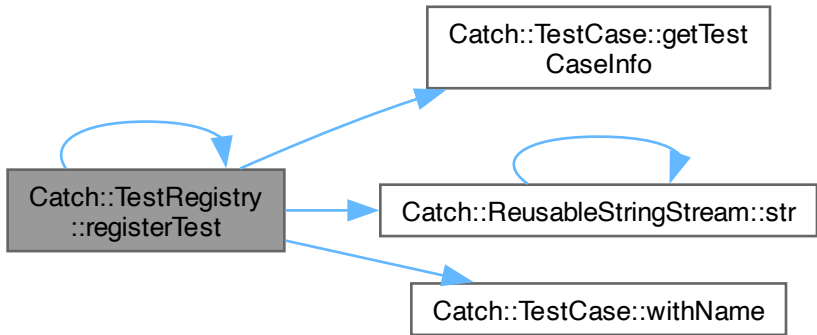 Catch::TestCase::getTest
CaseInfo
Catch::TestRegistry
::registerTest
Catch::ReusableStringStream::str
Catch::TestCase::withName